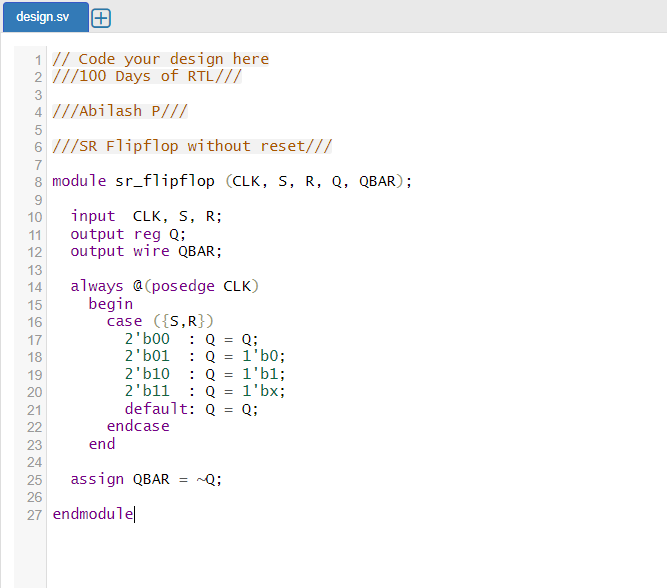 design.sv
1 // Code your design here
2 ///100 Days of RTL///
3
4 ///Abilash P///
5
6 ///SR Flipflop without reset///
7
8 module sr_flipflop (CLK, S, R, Q, QBAR);
9
10 input  CLK, S, R;
11 output reg Q;
12 output wire QBAR;
13
14 always @(posedge CLK)
15 begin
16 case ({S,R})
17 2'b00  : Q = Q;
18 2'b01  : Q = 1'b0;
19 2'b10  : Q = 1'b1;
20 2'b11  : Q = 1'bx;
21 default: Q = Q;
22 endcase
23 end
24
25 assign QBAR = ~Q;
26
27 endmodule